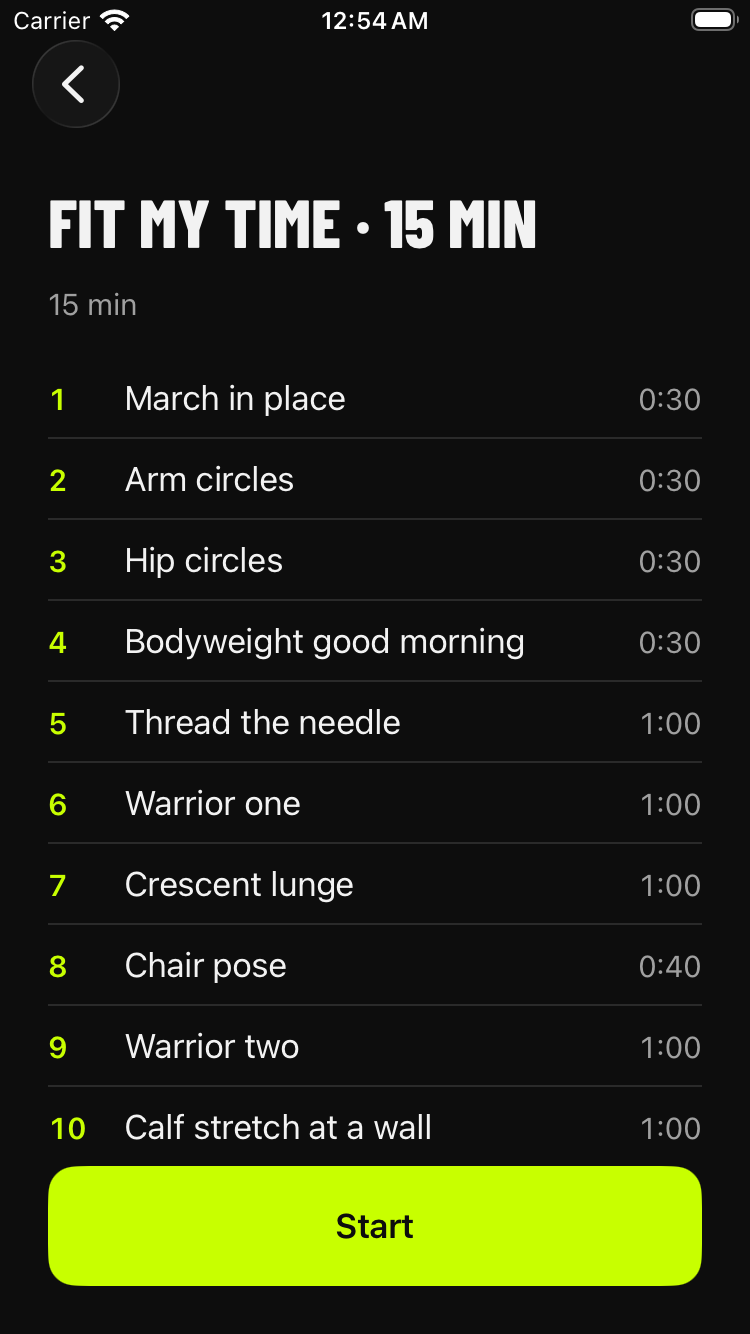 Carrier 12:54 AM
FIT MY TIME · 15 MIN
15 min
1 March in place 0:30
2 Arm circles 0:30
3 Hip circles 0:30
4 Bodyweight good morning 0:30
5 Thread the needle 1:00
6 Warrior one 1:00
7 Crescent lunge 1:00
8 Chair pose 0:40
9 Warrior two 1:00
10 Calf stretch at a wall 1:00
Start